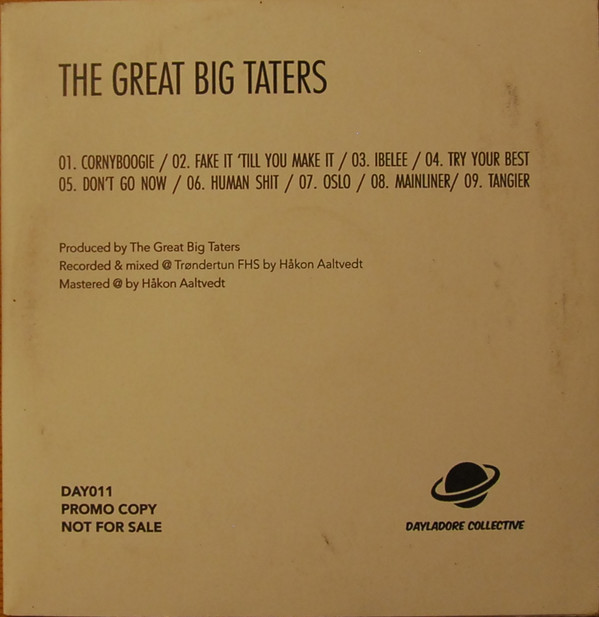 THE GREAT BIG TATERS
01. CORNYBOOGIE / 02. FAKE IT 'TILL YOU MAKE IT / 03. IBELEE / 04. TRY YOUR BEST
05. DON'T GO NOW / 06. HUMAN SHIT / 07. OSLO / 08. MAINLINER/ 09. TANGIER
Produced by The Great Big Taters
Recorded & mixed @ Trøndertun FHS by Håkon Aaltvedt
Mastered @ by Håkon Aaltvedt
DAY011
PROMO COPY
NOT FOR SALE
DAYLADORE COLLECTIVE